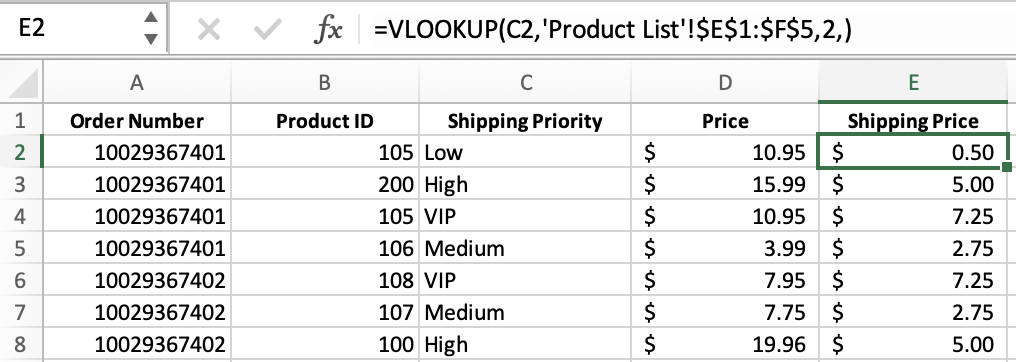 E2 fx =VLOOKUP(C2,'Product List'!$E$1:$F$5,2,)
A B C D E
1 Order Number Product ID Shipping Priority Price Shipping Price
2 10029367401 105 Low $ 10.95 $ 0.50
3 10029367401 200 High $ 15.99 $ 5.00
4 10029367401 105 VIP $ 10.95 $ 7.25
5 10029367401 106 Medium $ 3.99 $ 2.75
6 10029367402 108 VIP $ 7.95 $ 7.25
7 10029367402 107 Medium $ 7.75 $ 2.75
8 10029367402 100 High $ 19.96 $ 5.00